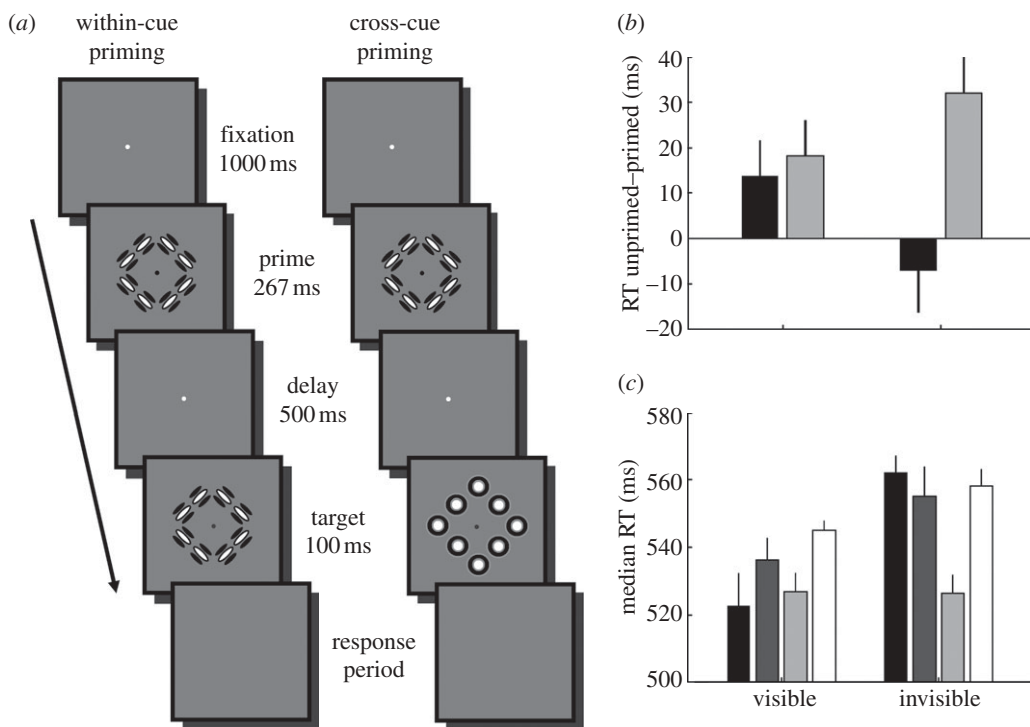 (a)
within-cue
priming
cross-cue
priming
fixation
1000 ms
prime
267 ms
delay
500 ms
target
100 ms
response
period
(b)
RT unprimed–primed (ms)
40
30
20
10
0
–10
–20
(c)
median RT (ms)
580
560
540
520
500
visible
invisible